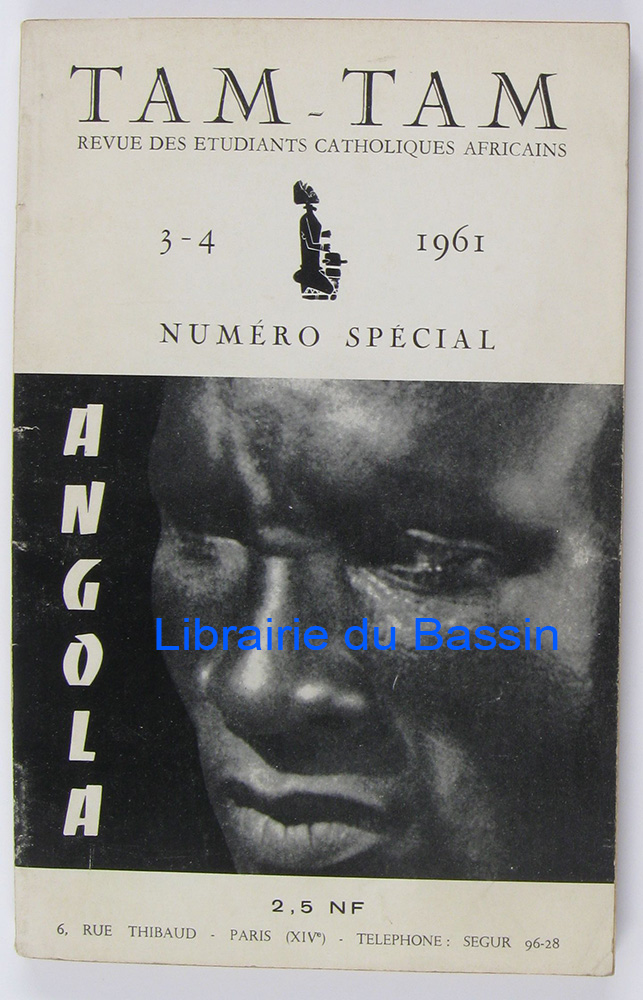 TAM-TAM
REVUE DES ETUDIANTS CATHOLIQUES AFRICAINS
3-4 1961
NUMÉRO SPÉCIAL
ANGOLA
Librairie du Bassin
2,5 NF
6, RUE THIBAUD - PARIS (XIVe) - TELEPHONE : SEGUR 96-28